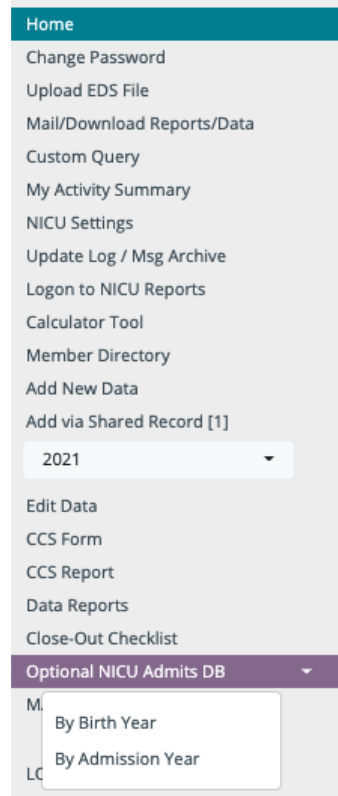 Home
Change Password
Upload EDS File
Mail/Download Reports/Data
Custom Query
My Activity Summary
NICU Settings
Update Log / Msg Archive
Logon to NICU Reports
Calculator Tool
Member Directory
Add New Data
Add via Shared Record [1]
2021
Edit Data
CCS Form
CCS Report
Data Reports
Close-Out Checklist
Optional NICU Admits DB
By Birth Year
By Admission Year